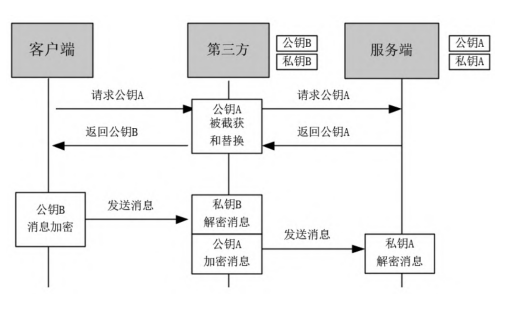 客户端
第三方
公钥B
私钥B
服务端
公钥A
私钥A
请求公钥A
公钥A
被截获
和替换
请求公钥A
返回公钥B
返回公钥A
公钥B
消息加密
发送消息
私钥B
解密消息
公钥A
加密消息
发送消息
私钥A
解密消息